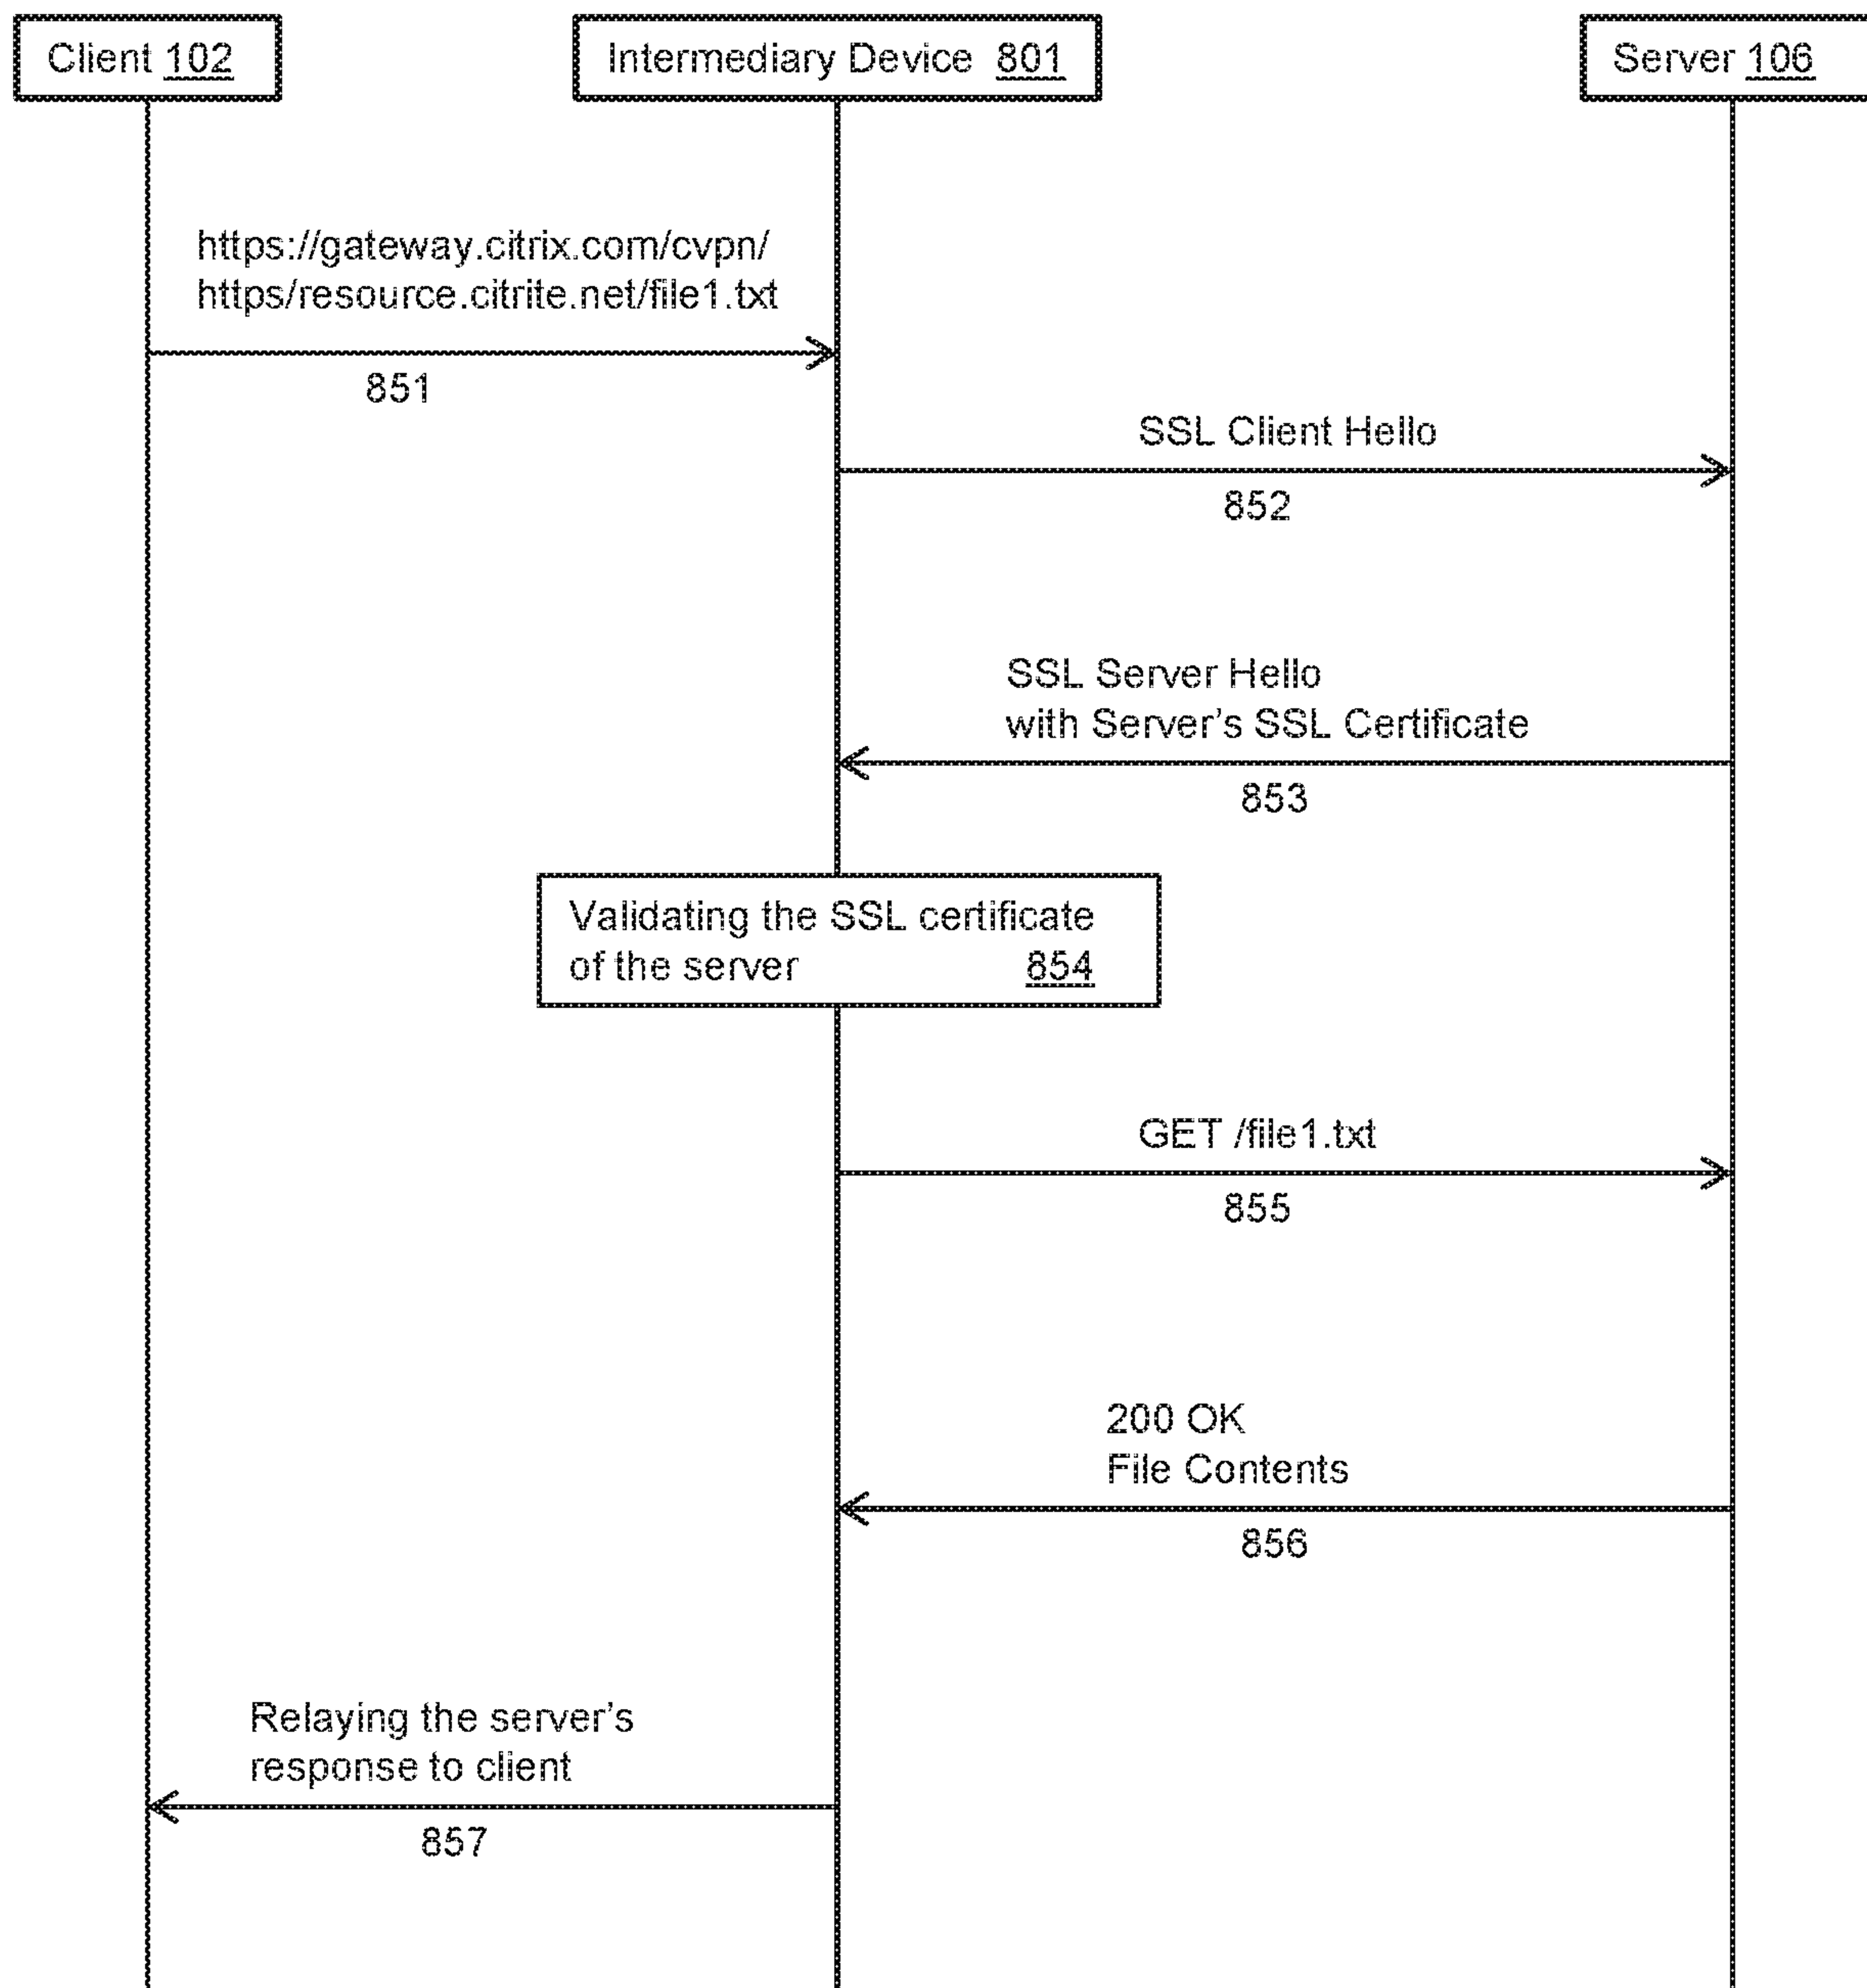 Client 102
Intermediary Device 801
Server 106
https://gateway.citrix.com/cvpn/
https/resource.citrite.net/file1.txt
851
SSL Client Hello
852
SSL Server Hello
with Server's SSL Certificate
853
Validating the SSL certificate
of the server 854
GET /file1.txt
855
200 OK
File Contents
856
Relaying the server's
response to client
857